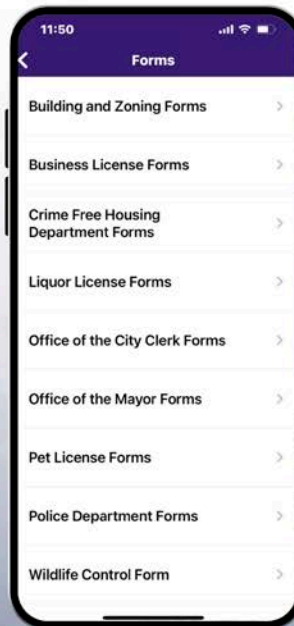 11:50
Forms
Building and Zoning Forms
Business License Forms
Crime Free Housing
Department Forms
Liquor License Forms
Office of the City Clerk Forms
Office of the Mayor Forms
Pet License Forms
Police Department Forms
Wildlife Control Form